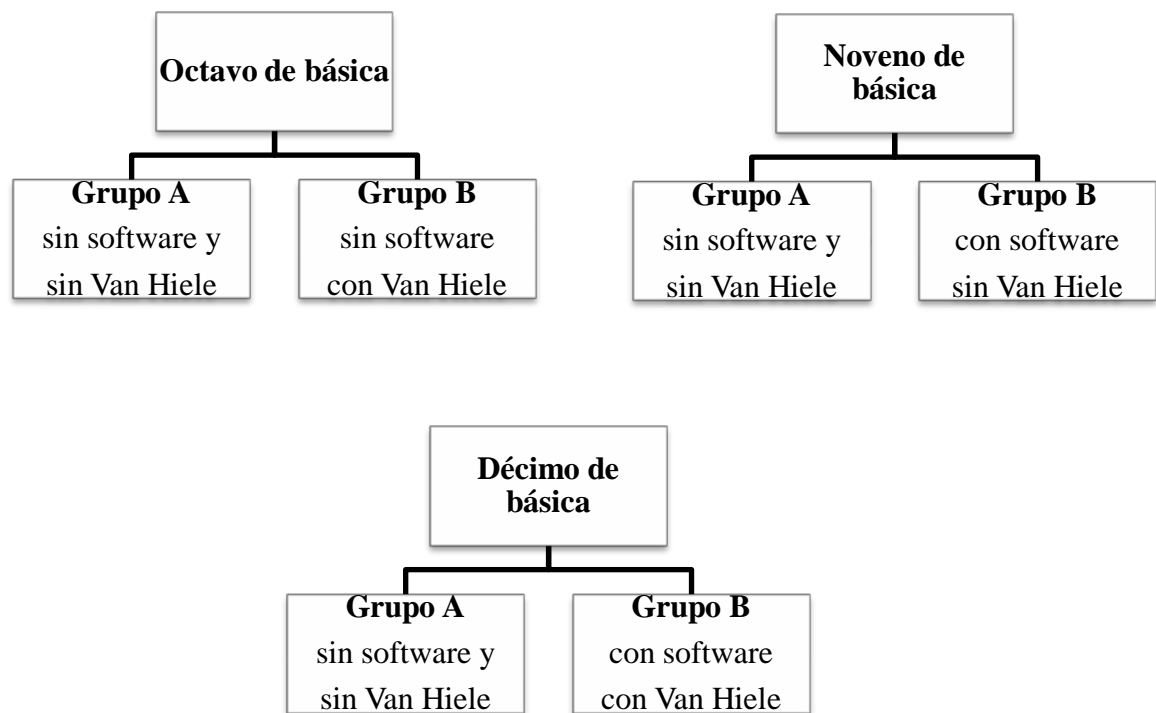 Octavo de básica
Grupo A
sin software y
sin Van Hiele
Grupo B
sin software
con Van Hiele
Noveno de
básica
Grupo A
sin software y
sin Van Hiele
Grupo B
con software
sin Van Hiele
Décimo de
básica
Grupo A
sin software y
sin Van Hiele
Grupo B
con software
con Van Hiele